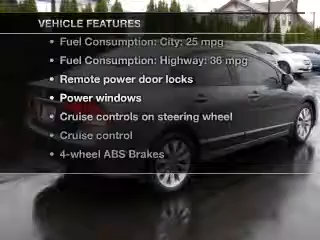 VEHICLE FEATURES
• Fuel Consumption: City: 25 mpg
• Fuel Consumption: Highway: 36 mpg
• Remote power door locks
• Power windows
• Cruise controls on steering wheel
• Cruise control
• 4-wheel ABS Brakes